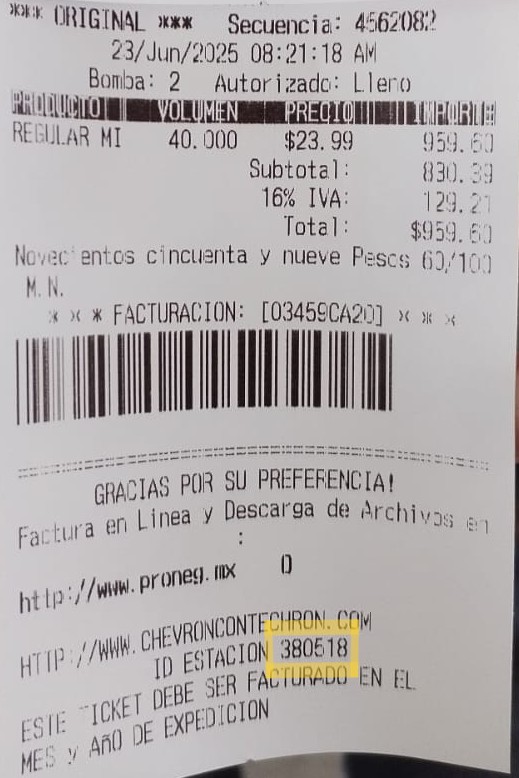 *** ORIGINAL *** Secuencia: 4562082
23/Jun/2025 08:21:18 AM
Bomba: 2 Autorizado: Lleno
PRODUCTO VOLUMEN PRECIO IMPORTE
REGULAR MI 40.000 $23.99 959.60
Subtotal: 830.39
16% IVA: 129.21
Total: $959.60
Novecientos cincuenta y nueve Pesos 60/100
M.N.
* * * FACTURACION: [03459CA2D] * * *
GRACIAS POR SU PREFERENCIA!
Factura en Linea y Descarga de Archivos en
:
http://www.proneg.mx 0
HTTP://WWW.CHEVRONCONTECHRON.COM
ID ESTACION 380518
ESTE TICKET DEBE SER FACTURADO EN EL
MES y AÑO DE EXPEDICION